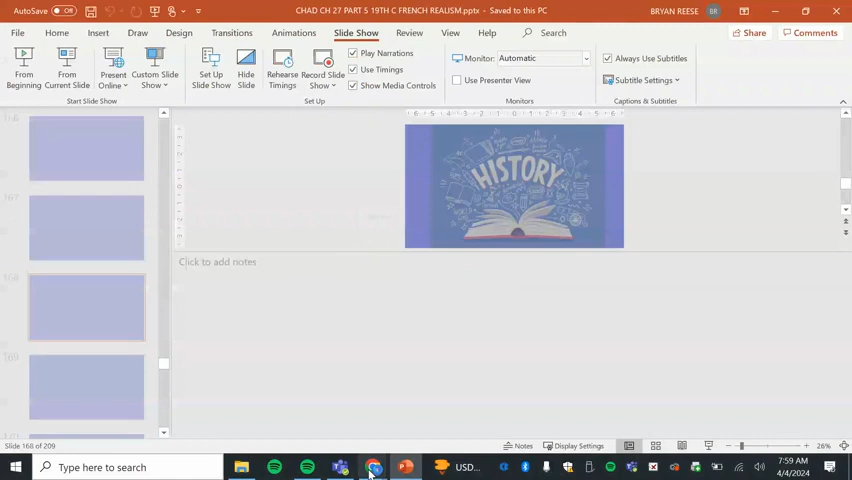 AutoSave Off
CHAD CH 27 PART 5 19TH C FRENCH REALISM.pptx - Saved to this PC
BRYAN REESE BR
File Home Insert Draw Design Transitions Animations Slide Show Review View Help Search Share Comments
From Beginning
From Current Slide
Present Online
Custom Slide Show
Start Slide Show
Set Up Slide Show
Hide Slide
Rehearse Timings
Record Slide Show
Play Narrations
Use Timings
Show Media Controls
Set Up
Monitor: Automatic
Use Presenter View
Monitors
Always Use Subtitles
Subtitle Settings
Captions & Subtitles
167
168
169
HISTORY
Click to add notes
Slide 168 of 209
Notes Display Settings 26%
Type here to search
USD...
7:59 AM
4/4/2024